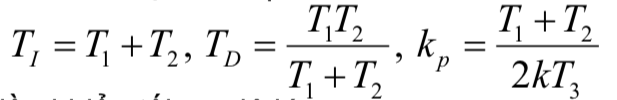 T_I = T_1 + T_2, T_D = \frac{T_1 T_2}{T_1 + T_2}, k_p = \frac{T_1 + T_2}{2kT_3}